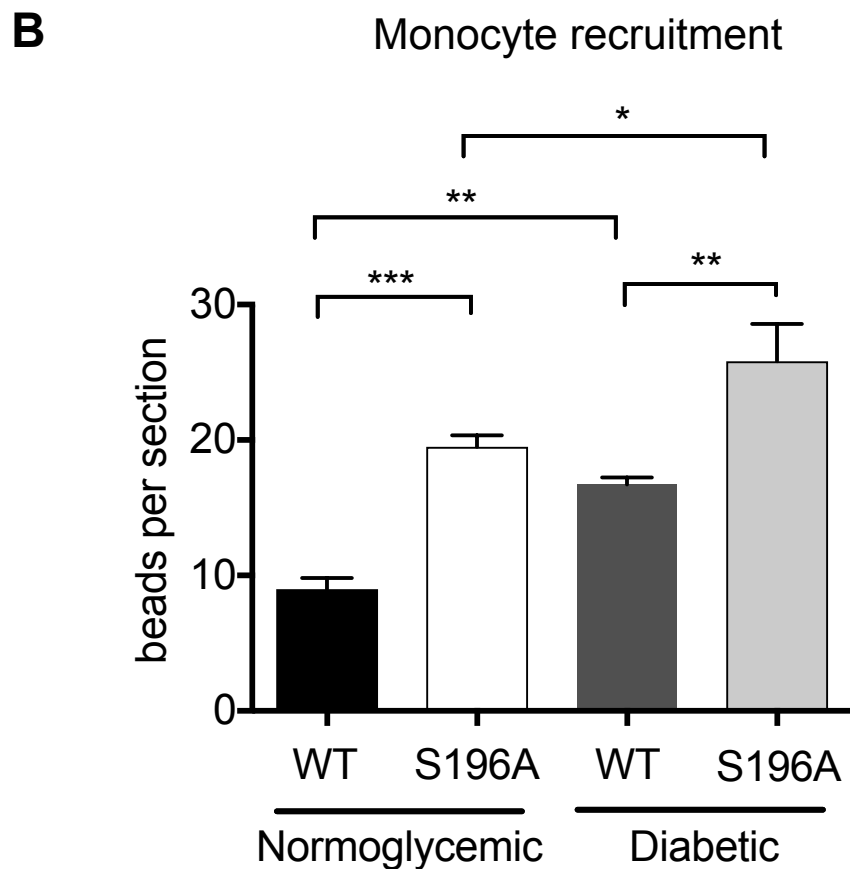 B
Monocyte recruitment
*
**
***
**
30
20
10
0
beads per section
WT S196A WT S196A
Normoglycemic Diabetic